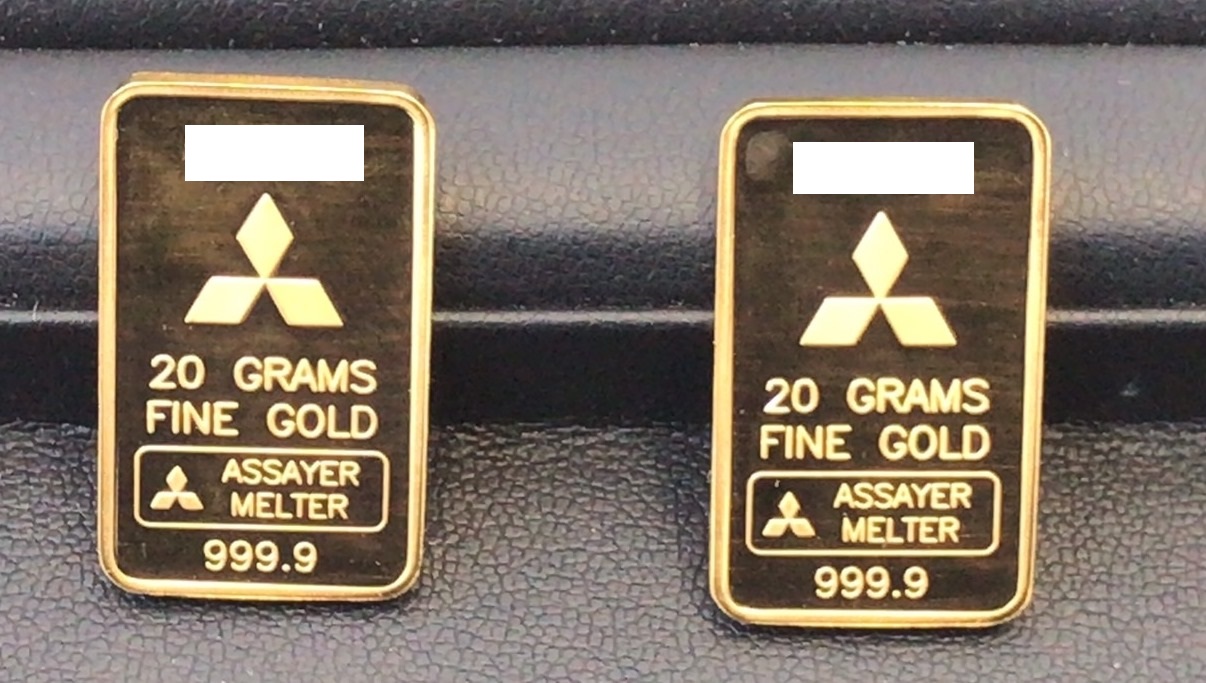 20 GRAMS
FINE GOLD
ASSAYER
MELTER
999.9
20 GRAMS
FINE GOLD
ASSAYER
MELTER
999.9